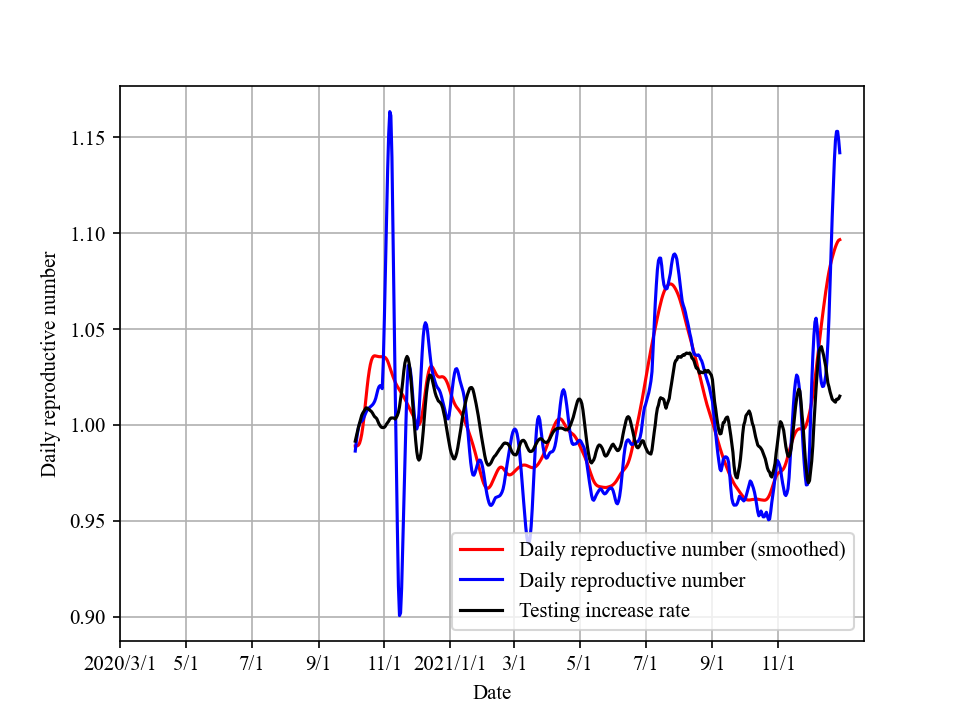 1.15
1.10
1.05
1.00
0.95
0.90
Daily reproductive number
Daily reproductive number (smoothed)
Daily reproductive number
Testing increase rate
2020/3/1 5/1 7/1 9/1 11/1 2021/1/1 3/1 5/1 7/1 9/1 11/1
Date